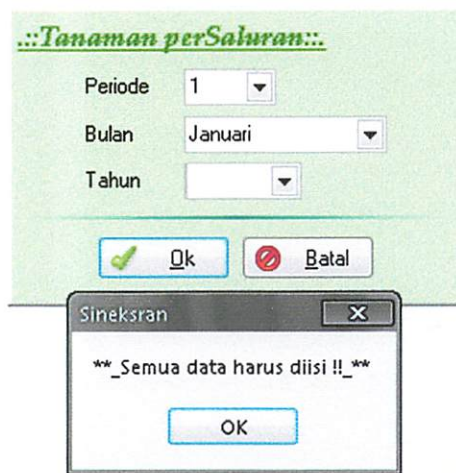 .::Tanaman perSaluran::.
Periode 1
Bulan Januari
Tahun
Ok Batal
Sineksran
**_Semua data harus diisi !!_**
OK